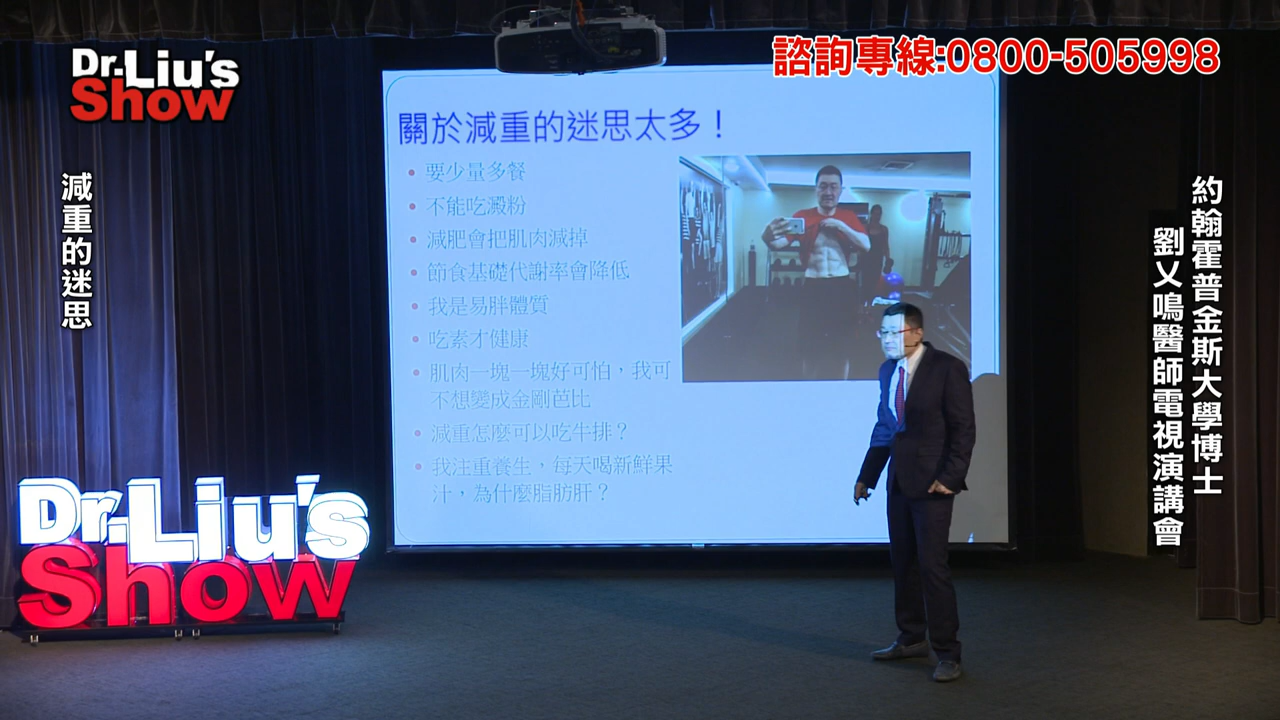 Dr.Liu's
Show
諮詢專線:0800-505998
減重的迷思
關於減重的迷思太多！
• 要少量多餐
• 不能吃澱粉
• 減肥會把肌肉減掉
• 節食基礎代謝率會降低
• 我是易胖體質
• 吃素才健康
• 肌肉一塊一塊好可怕，我可
不想變成金剛芭比
• 減重怎麼可以吃牛排？
• 我注重養生，每天喝新鮮果
汁，為什麼脂肪肝？
約翰霍普金斯大學博士
劉乂鳴醫師電視演講會
Dr.Liu's
Show